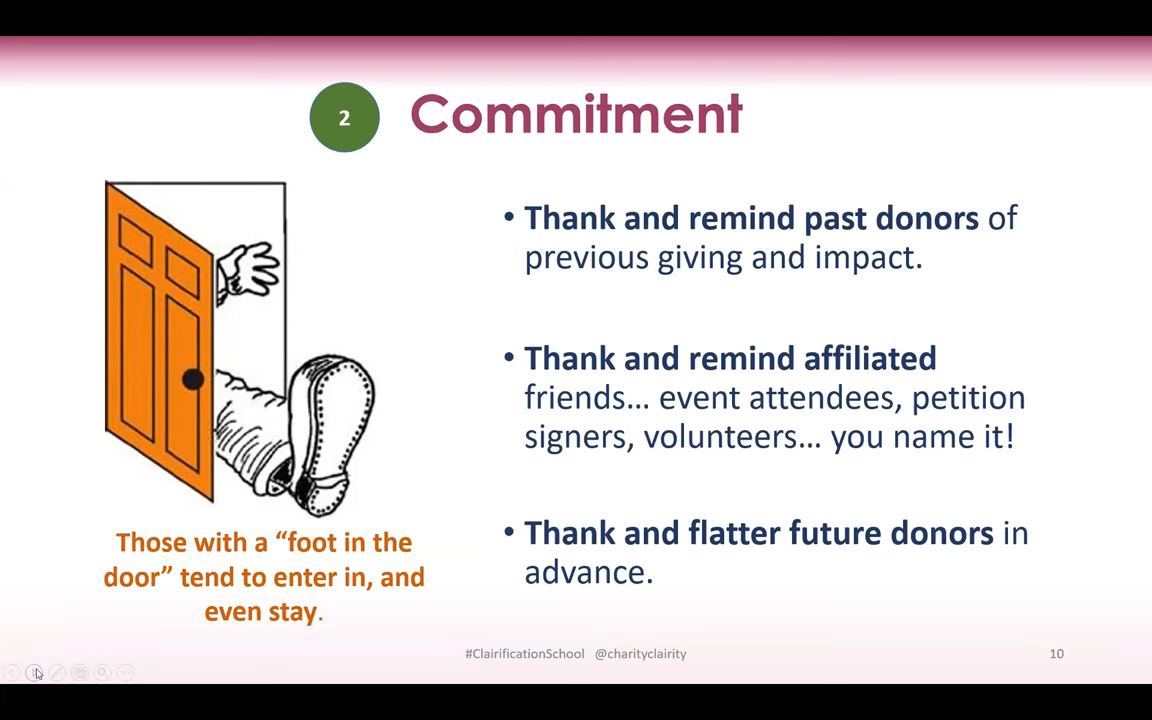 2
Commitment
• Thank and remind past donors of
previous giving and impact.
• Thank and remind affiliated
friends... event attendees, petition
signers, volunteers... you name it!
• Thank and flatter future donors in
advance.
Those with a “foot in the
door” tend to enter in, and
even stay.
#ClairificationSchool @charityclairity
10